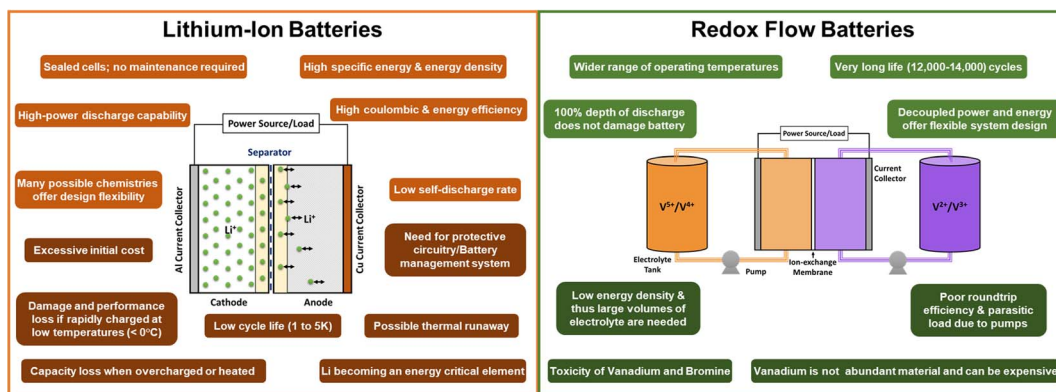 Lithium-Ion Batteries
Sealed cells; no maintenance required
High specific energy & energy density
High-power discharge capability
High coulombic & energy efficiency
Power Source/Load
Separator
Many possible chemistries
offer design flexibility
Low self-discharge rate
Al Current Collector
Li⁺
Li⁺
Cu Current Collector
Excessive initial cost
Need for protective
circuitry/Battery
management system
Cathode
Anode
Damage and performance
loss if rapidly charged at
low temperatures (< 0°C)
Low cycle life (1 to 5K)
Possible thermal runaway
Capacity loss when overcharged or heated
Li becoming an energy critical element
Redox Flow Batteries
Wider range of operating temperatures
Very long life (12,000-14,000) cycles
100% depth of discharge
does not damage battery
Decoupled power and energy
offer flexible system design
Power Source/Load
Current
Collector
V⁵⁺/V⁴⁺
V²⁺/V³⁺
Electrolyte
Tank
Pump
Ion-exchange
Membrane
Low energy density &
thus large volumes of
electrolyte are needed
Poor roundtrip
efficiency & parasitic
load due to pumps
Toxicity of Vanadium and Bromine
Vanadium is not abundant material and can be expensive